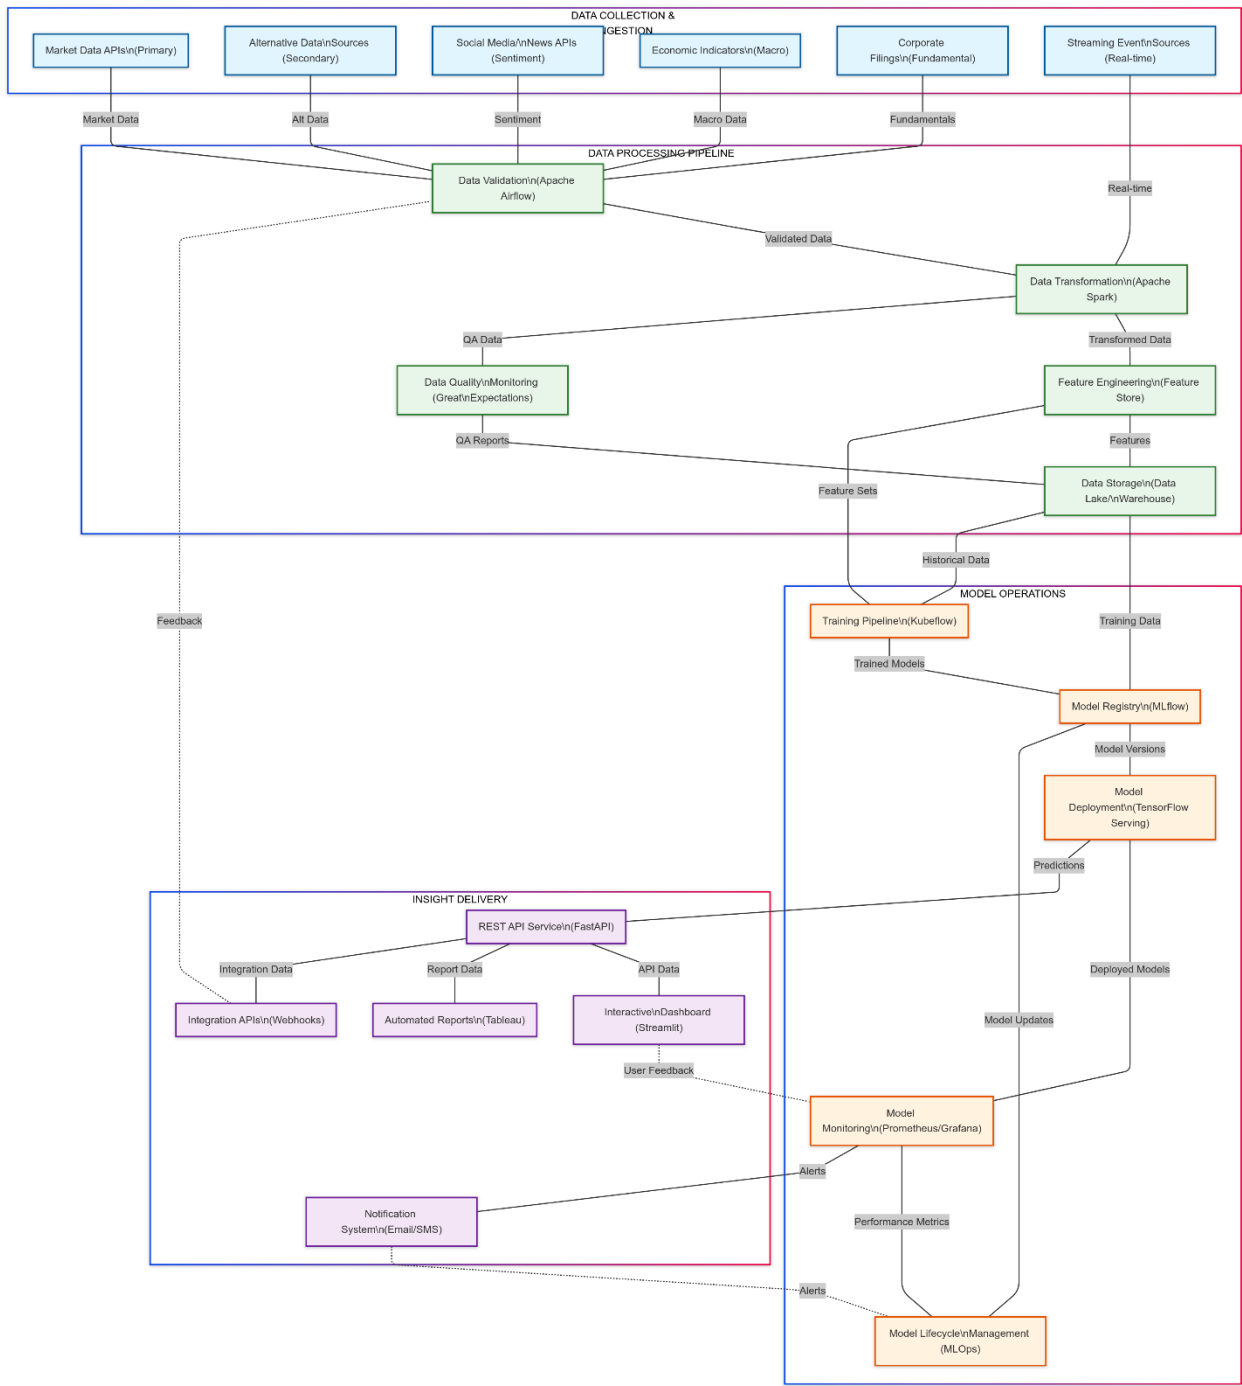 DATA COLLECTION &
INGESTION
Market Data APIs\n(Primary)
Alternative Data\nSources
(Secondary)
Social Media/\nNews APIs
(Sentiment)
Economic Indicators\n(Macro)
Corporate
Filings\n(Fundamental)
Streaming Event\nSources
(Real-time)
Market Data
Alt Data
Sentiment
Macro Data
Fundamentals
DATA PROCESSING PIPELINE
Data Validation\n(Apache
Airflow)
Real-time
Validated Data
Data Transformation\n(Apache
Spark)
QA Data
Transformed Data
Data Quality\nMonitoring
(Great\nExpectations)
Feature Engineering\n(Feature
Store)
QA Reports
Features
Feature Sets
Data Storage\n(Data
Lake/\nWarehouse)
Historical Data
MODEL OPERATIONS
Feedback
Training Pipeline\n(Kubeflow)
Training Data
Trained Models
Model Registry\n(MLflow)
Model Versions
Model
Deployment\n(TensorFlow
Serving)
Predictions
INSIGHT DELIVERY
REST API Service\n(FastAPI)
Integration Data
Report Data
API Data
Deployed Models
Integration APIs\n(Webhooks)
Automated Reports\n(Tableau)
Interactive\nDashboard
(Streamlit)
Model Updates
User Feedback
Model
Monitoring\n(Prometheus/Grafana)
Alerts
Notification
System\n(Email/SMS)
Performance Metrics
Alerts
Model Lifecycle\nManagement
(MLOps)